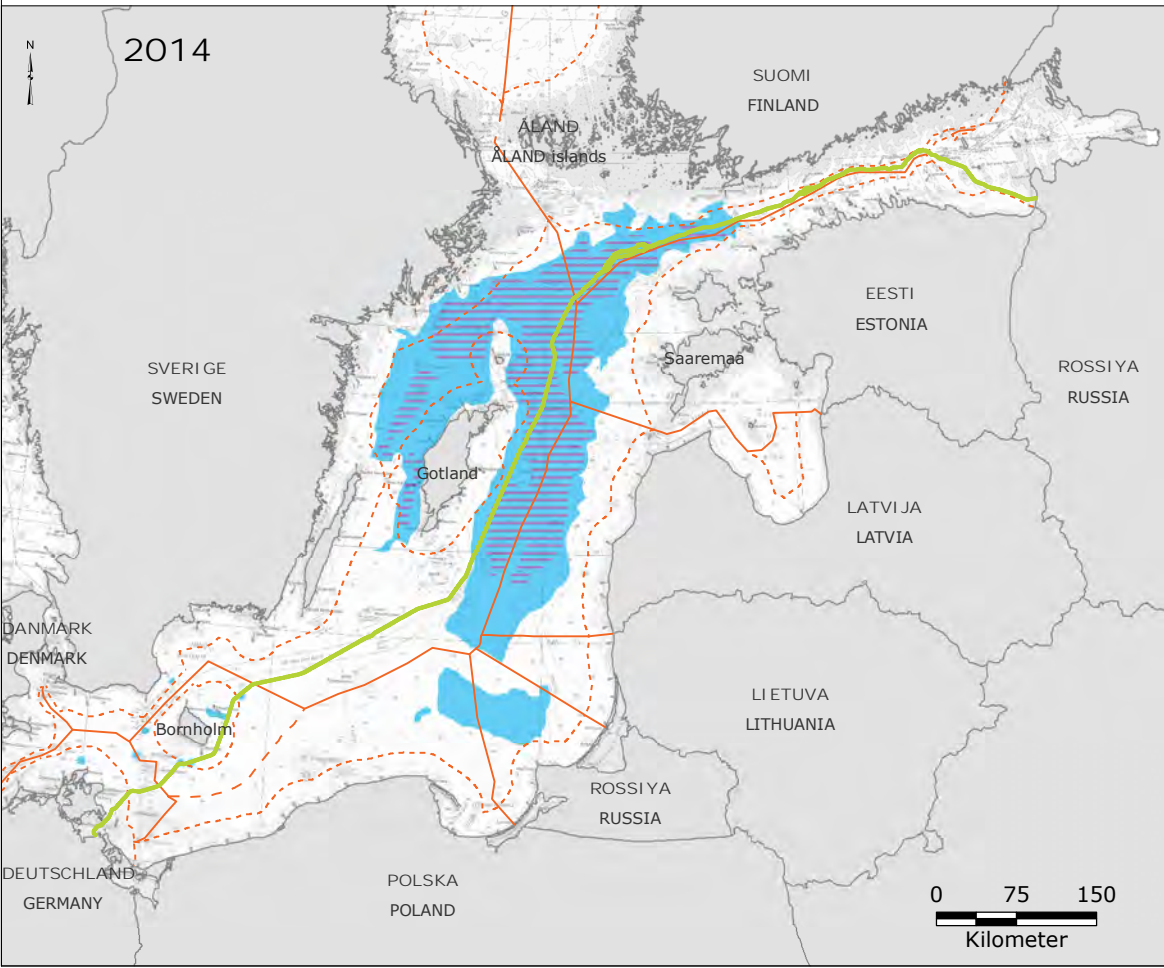 N
2014
SUOMI
FINLAND
ÅLAND
ÅLAND islands
EESTI
ESTONIA
SVERIGE
SWEDEN
Saaremaa
ROSSIYA
RUSSIA
Gotland
LATVIJA
LATVIA
DANMARK
DENMARK
LIETUVA
LITHUANIA
Bornholm
ROSSIYA
RUSSIA
DEUTSCHLAND
GERMANY
POLSKA
POLAND
0 75 150
Kilometer